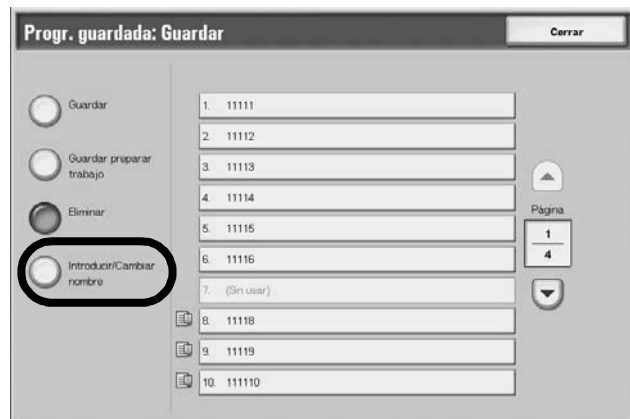 Progr. guardada: Guardar
Cerrar
Guardar
Guardar preparar
trabajo
Eliminar
Introducir/Cambiar
nombre
1. 11111
2. 11112
3. 11113
4. 11114
5. 11115
6. 11116
7. (Sin usar)
8. 11118
9. 11119
10. 111110
Página
1
4